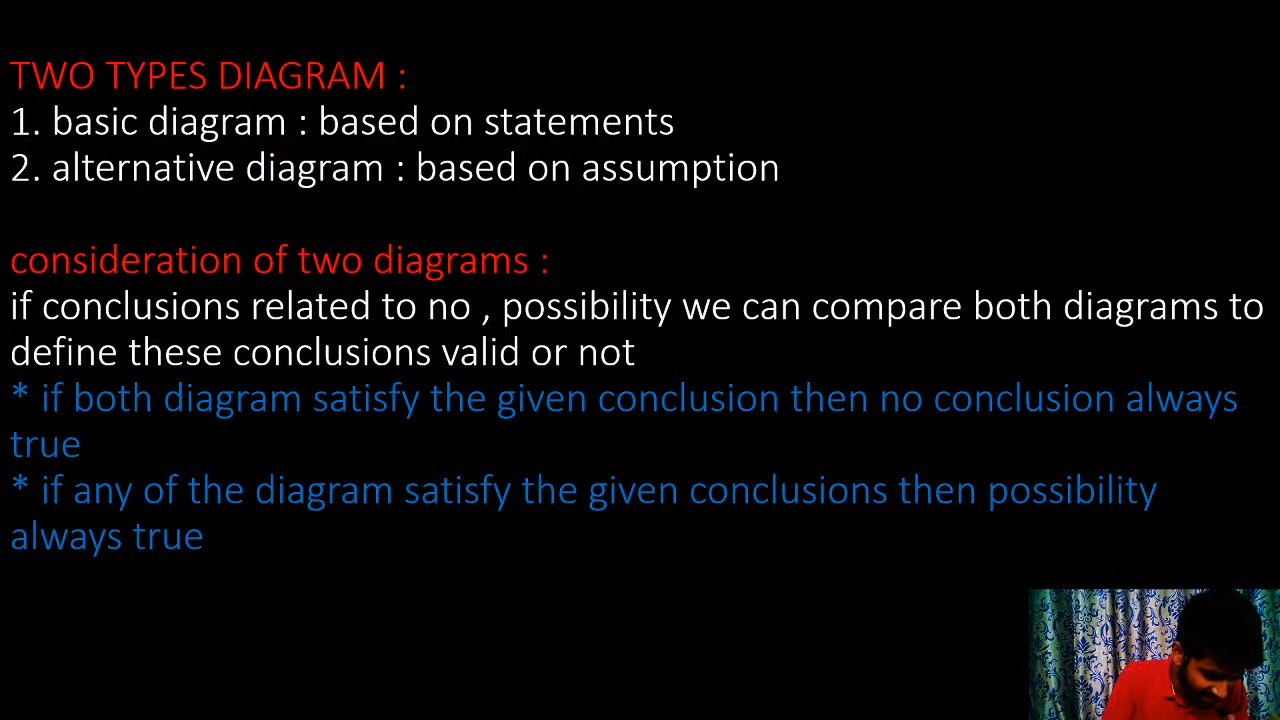 TWO TYPES DIAGRAM :
1. basic diagram : based on statements
2. alternative diagram : based on assumption
consideration of two diagrams :
if conclusions related to no , possibility we can compare both diagrams to
define these conclusions valid or not
* if both diagram satisfy the given conclusion then no conclusion always
true
* if any of the diagram satisfy the given conclusions then possibility
always true